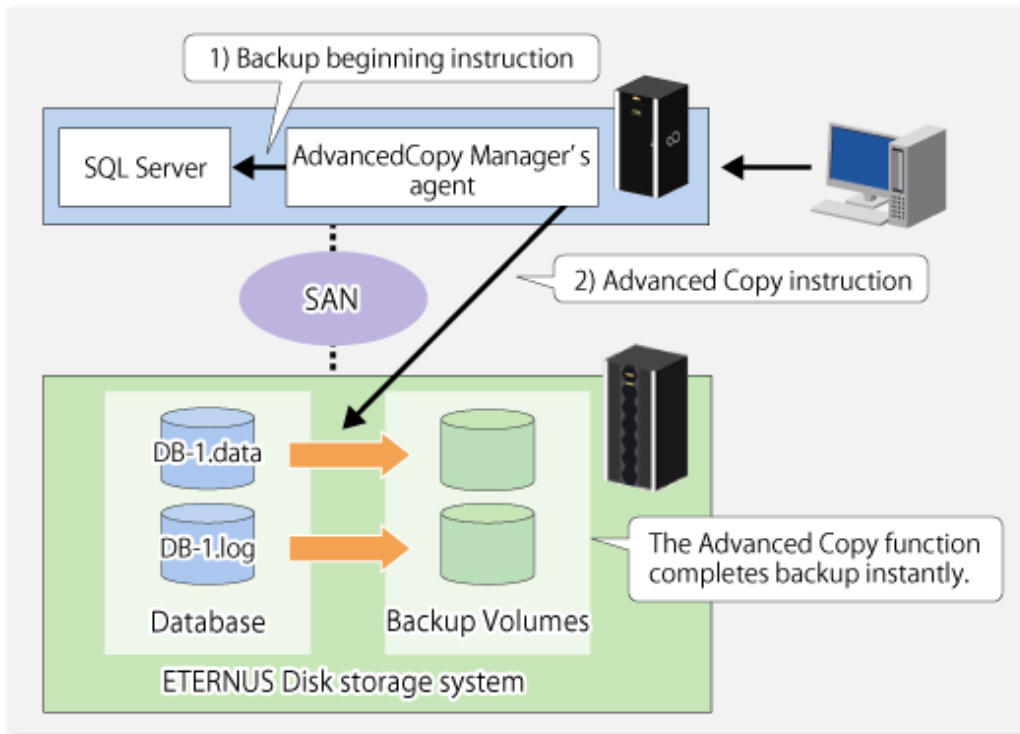 1) Backup beginning instruction
SQL Server
AdvancedCopy Manager's
agent
2) Advanced Copy instruction
SAN
DB-1.data
DB-1.log
The Advanced Copy function
completes backup instantly.
Database
Backup Volumes
ETERNUS Disk storage system